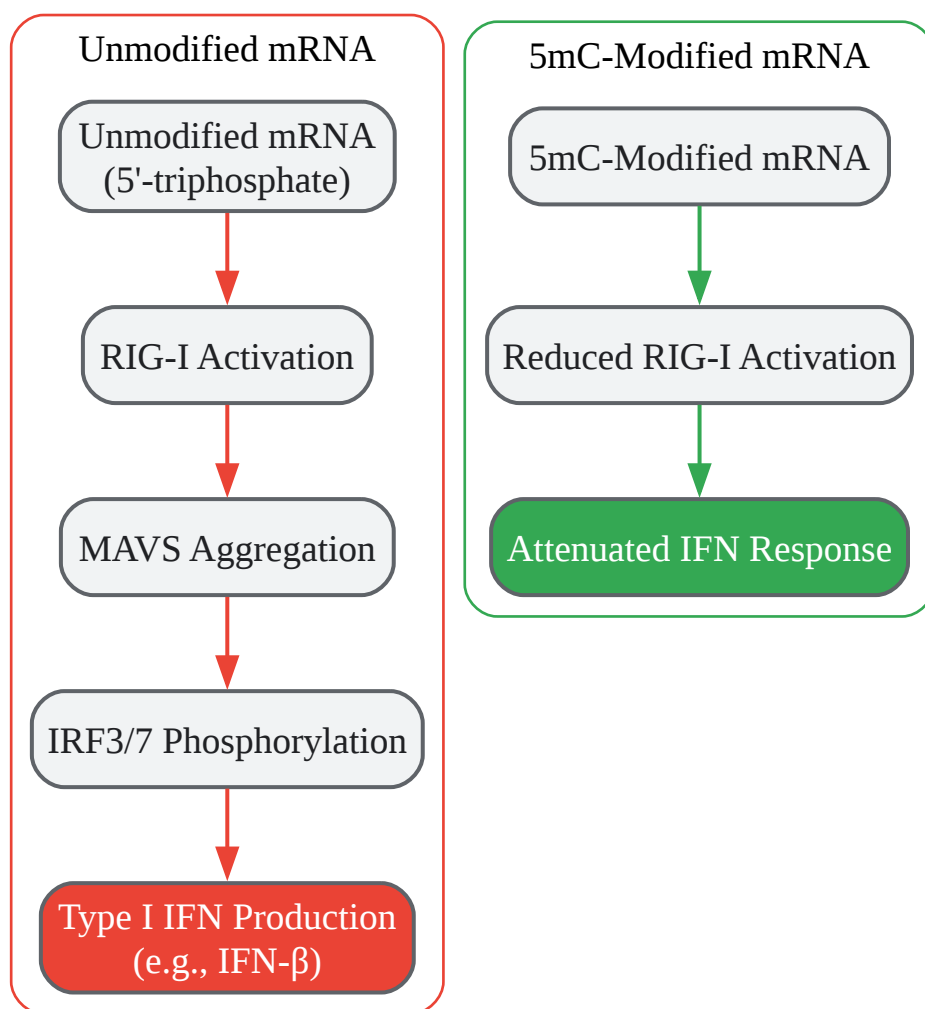 Unmodified mRNA
Unmodified mRNA
(5'-triphosphate)
RIG-I Activation
MAVS Aggregation
IRF3/7 Phosphorylation
Type I IFN Production
(e.g., IFN-β)
5mC-Modified mRNA
5mC-Modified mRNA
Reduced RIG-I Activation
Attenuated IFN Response